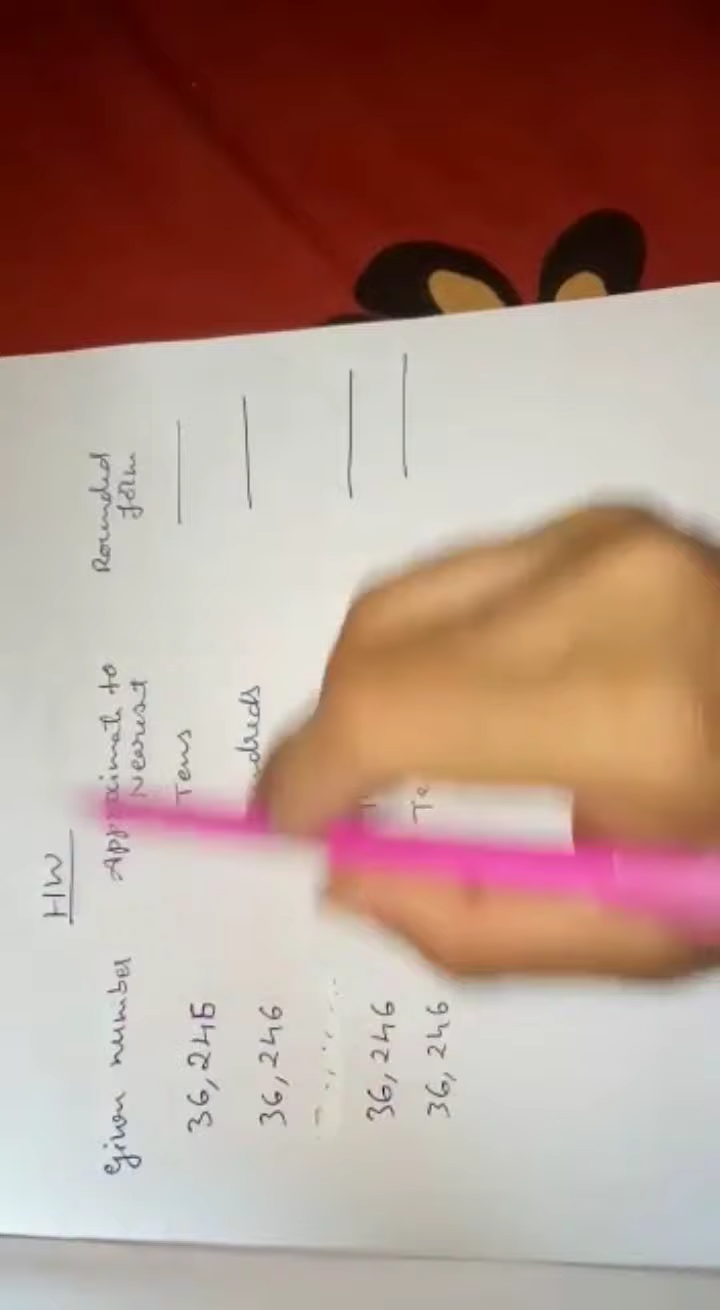 HW
Given number Approximate to Nearest Rounded form
36,245 Tens
36,246
36,246
36,246